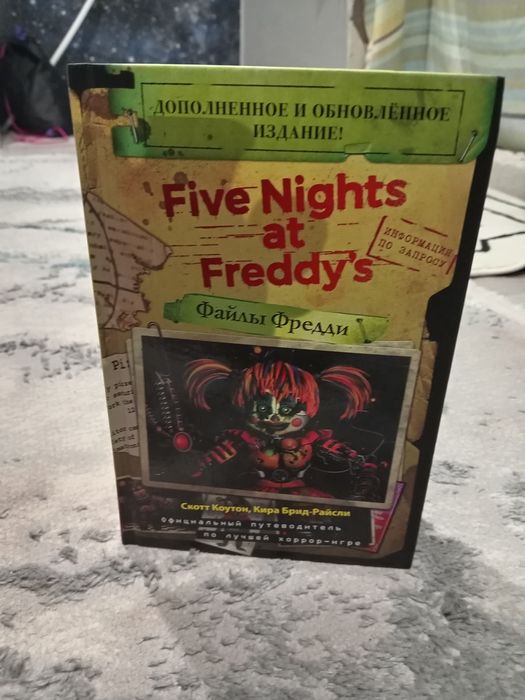 ДОПОЛНЕННОЕ И ОБНОВЛЁННОЕ
ИЗДАНИЕ!
Five Nights
at
Freddy's
ИНФОРМАЦИЯ
ПО ЗАПРОСУ
Файлы Фредди
Скотт Коутон, Кира Брид-Райсли
Официальный путеводитель
по лучшей хоррор-игре